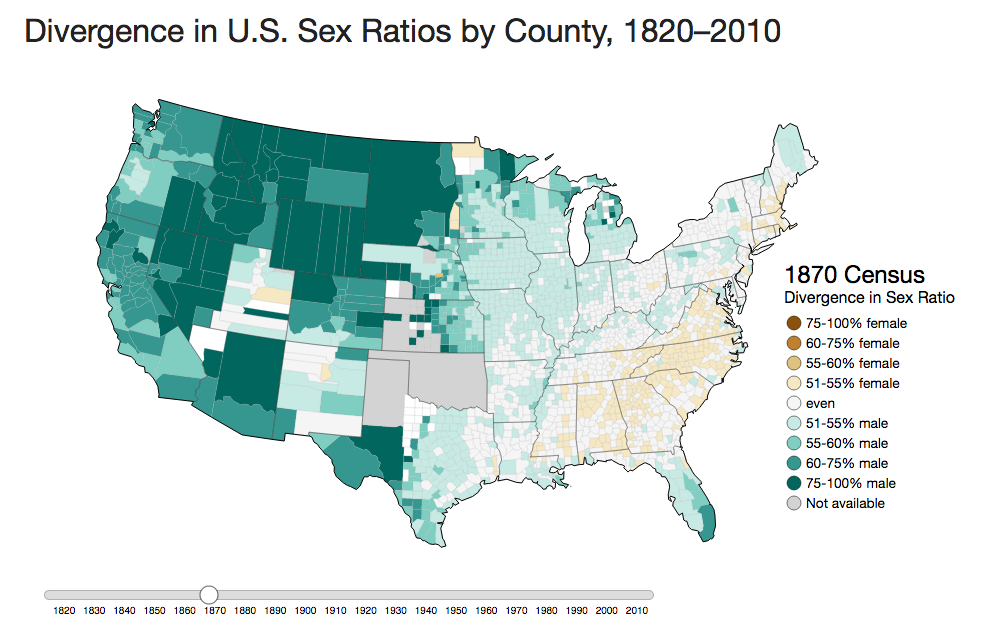 Divergence in U.S. Sex Ratios by County, 1820–2010
1870 Census
Divergence in Sex Ratio
75-100% female
60-75% female
55-60% female
51-55% female
even
51-55% male
55-60% male
60-75% male
75-100% male
Not available
1820 1830 1840 1850 1860 1870 1880 1890 1900 1910 1920 1930 1940 1950 1960 1970 1980 1990 2000 2010